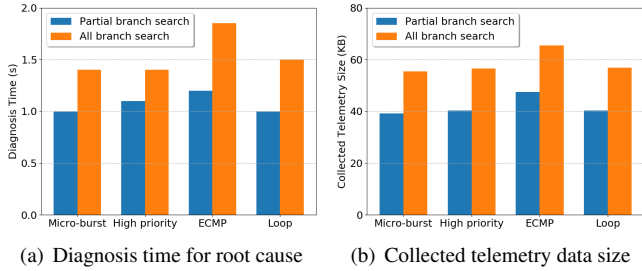 Partial branch search
All branch search
2.0
1.5
1.0
0.5
0.0
Diagnosis Time (s)
Micro-burst High priority ECMP Loop
(a) Diagnosis time for root cause
Partial branch search
All branch search
80
60
40
20
0
Collected Telemetry Size (KB)
Micro-burst High priority ECMP Loop
(b) Collected telemetry data size